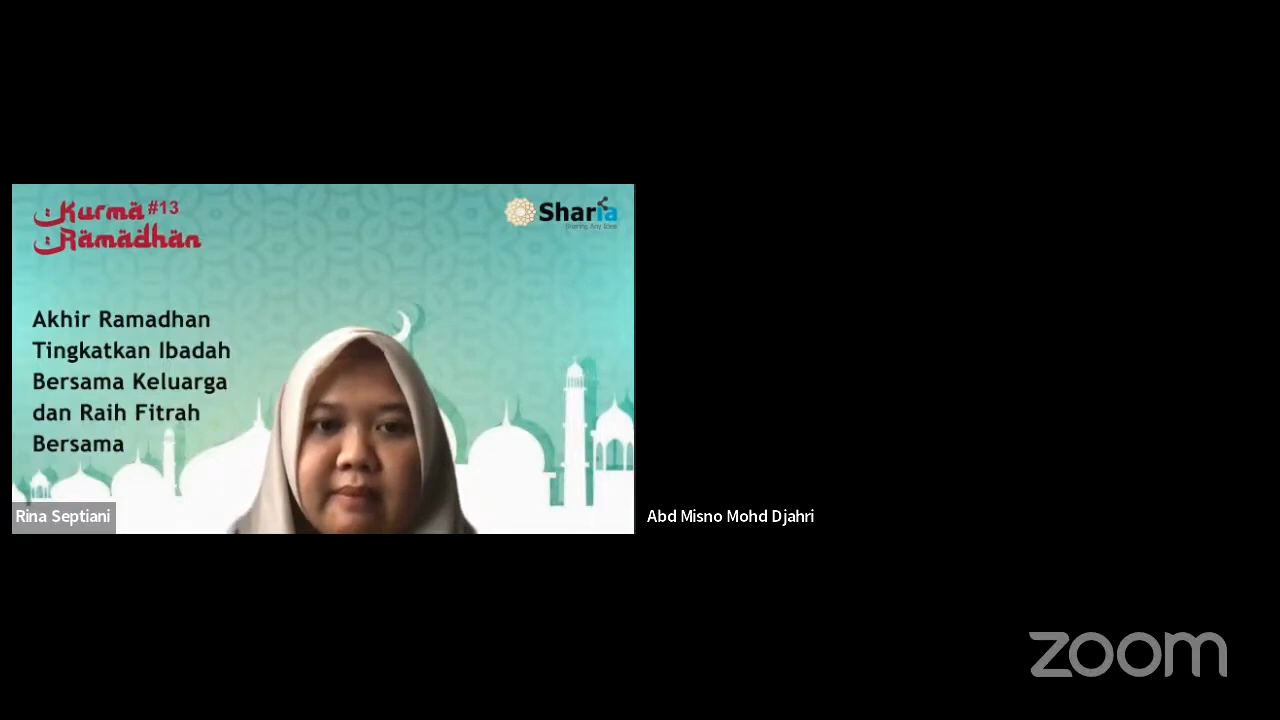 Kurma #13
Ramadhan
Sharia
Sharing Any Idea
Akhir Ramadhan
Tingkatkan Ibadah
Bersama Keluarga
dan Raih Fitrah
Bersama
Rina Septiani
Abd Misno Mohd Djahri
zoom